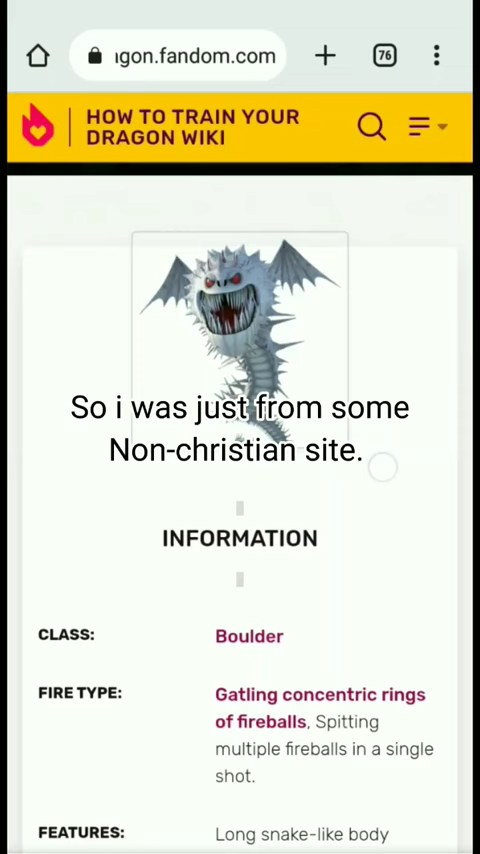 ıgon.fandom.com
76
HOW TO TRAIN YOUR
DRAGON WIKI
So i was just from some
Non-christian site.
INFORMATION
CLASS:
Boulder
FIRE TYPE:
Gatling concentric rings
of fireballs, Spitting
multiple fireballs in a single
shot.
FEATURES:
Long snake-like body